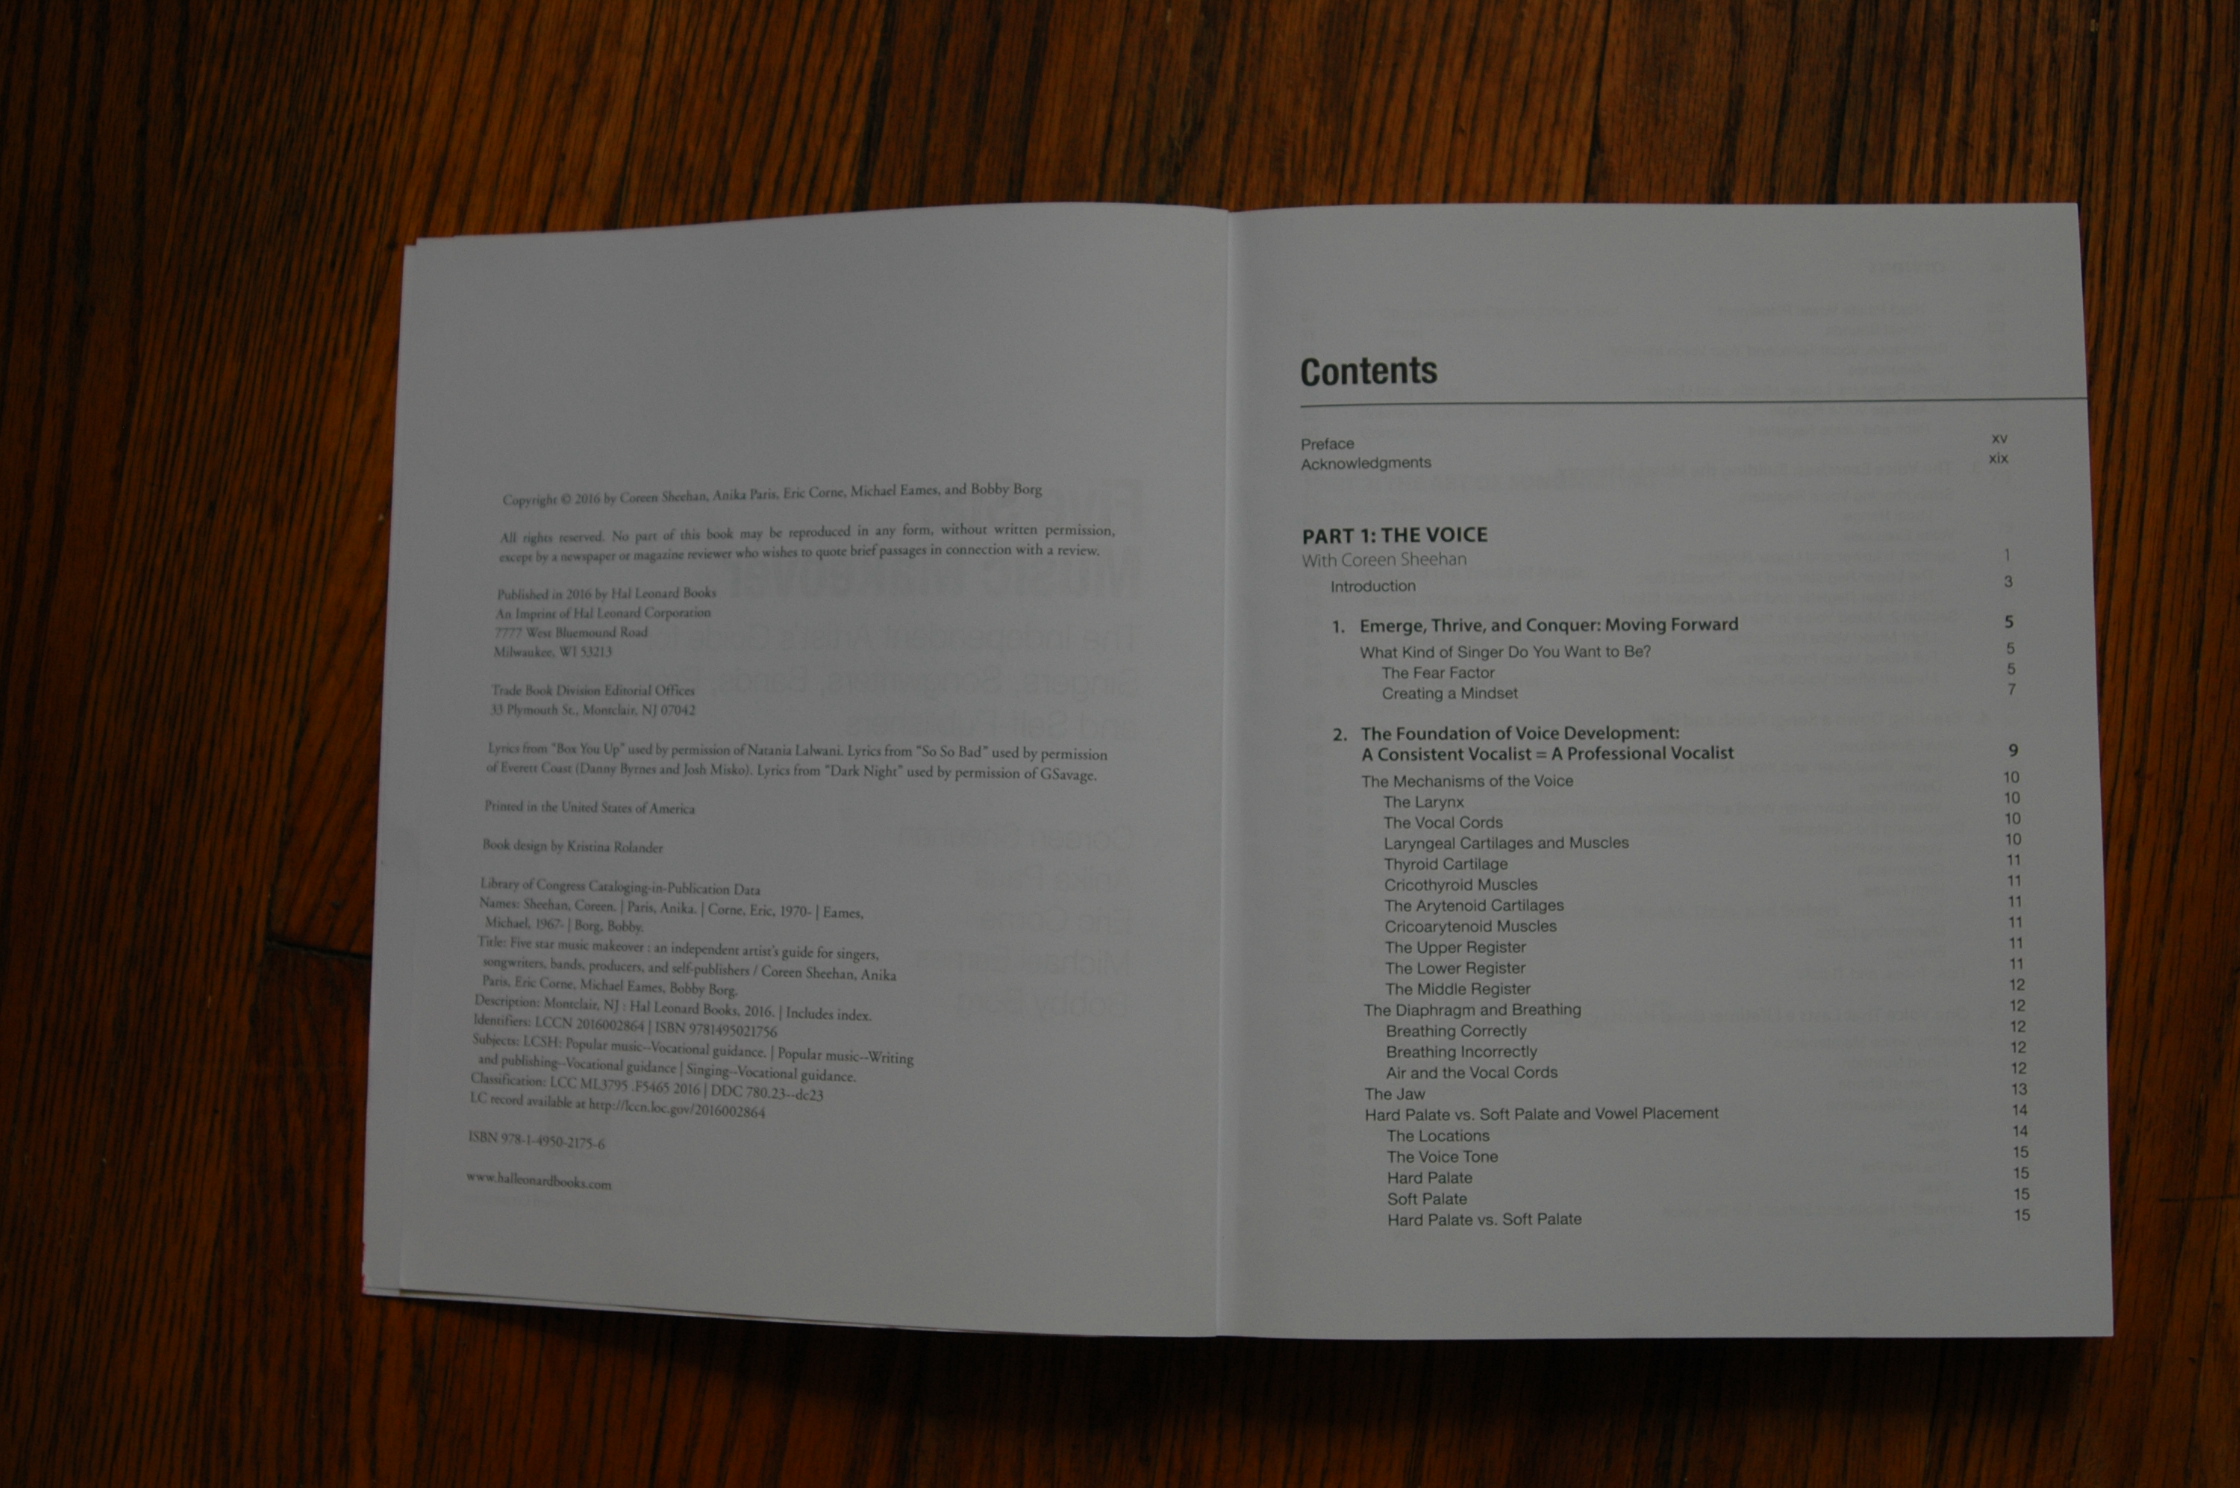 Copyright © 2016 by Coreen Sheehan, Anika Paris, Eric Corne, Michael Eames, and Bobby Borg
All rights reserved. No part of this book may be reproduced in any form, without written permission,
except by a newspaper or magazine reviewer who wishes to quote brief passages in connection with a review.
Published in 2016 by Hal Leonard Books
An Imprint of Hal Leonard Corporation
7777 West Bluemound Road
Milwaukee, WI 53213
Trade Book Division Editorial Offices
33 Plymouth St., Montclair, NJ 07042
Lyrics from "Box You Up" used by permission of Natania Lalwani. Lyrics from "So So Bad" used by permission
of Everett Coast (Danny Byrnes and Josh Misko). Lyrics from "Dark Night" used by permission of GSavage.
Printed in the United States of America
Book design by Kristina Rolander
Library of Congress Cataloging-in-Publication Data
Names: Sheehan, Coreen. | Paris, Anika. | Corne, Eric, 1970- | Eames,
Michael, 1967- | Borg, Bobby.
Title: Five star music makeover : an independent artist's guide for singers,
songwriters, bands, producers, and self-publishers / Coreen Sheehan, Anika
Paris, Eric Corne, Michael Eames, Bobby Borg.
Description: Montclair, NJ : Hal Leonard Books, 2016. | Includes index.
Identifiers: LCCN 2016002864 | ISBN 9781495021756
Subjects: LCSH: Popular music--Vocational guidance. | Popular music--Writing
and publishing--Vocational guidance | Singing--Vocational guidance.
Classification: LCC ML3795 .F5465 2016 | DDC 780.23--dc23
LC record available at http://lccn.loc.gov/2016002864
ISBN 978-1-4950-2175-6
www.halleonardbooks.com
Contents
Preface xv
Acknowledgments xix
PART 1: THE VOICE
With Coreen Sheehan 1
Introduction 3
1. Emerge, Thrive, and Conquer: Moving Forward 5
What Kind of Singer Do You Want to Be? 5
The Fear Factor 5
Creating a Mindset 7
2. The Foundation of Voice Development:
A Consistent Vocalist = A Professional Vocalist 9
The Mechanisms of the Voice 10
The Larynx 10
The Vocal Cords 10
Laryngeal Cartilages and Muscles 10
Thyroid Cartilage 11
Cricothyroid Muscles 11
The Arytenoid Cartilages 11
Cricoarytenoid Muscles 11
The Upper Register 11
The Lower Register 11
The Middle Register 12
The Diaphragm and Breathing 12
Breathing Correctly 12
Breathing Incorrectly 12
Air and the Vocal Cords 12
The Jaw 13
Hard Palate vs. Soft Palate and Vowel Placement 14
The Locations 14
The Voice Tone 15
Hard Palate 15
Soft Palate 15
Hard Palate vs. Soft Palate 15